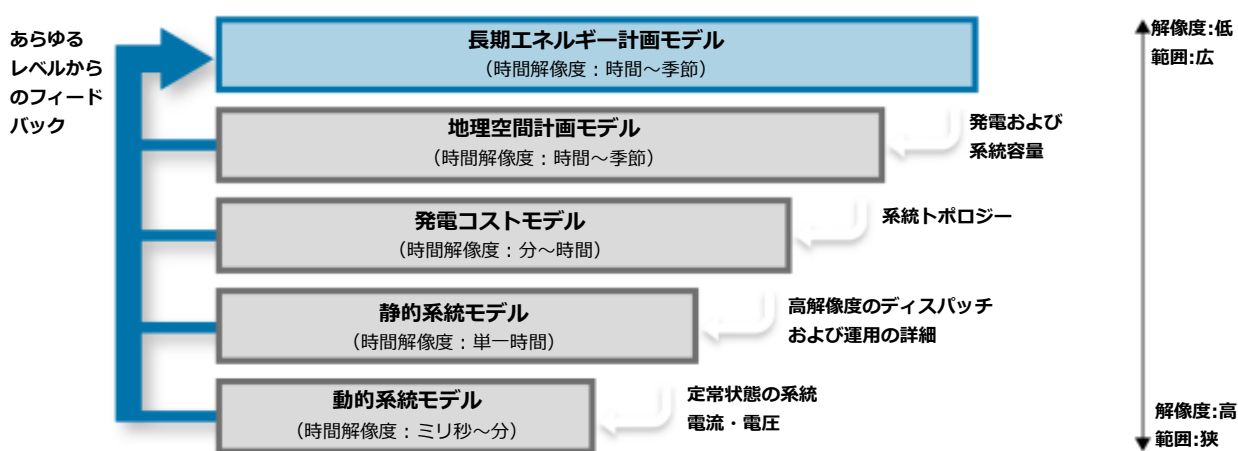 あらゆる
レベルから
のフィード
バック
長期エネルギー計画モデル
（時間解像度：時間～季節）
解像度:低
範囲:広
地理空間計画モデル
（時間解像度：時間～季節）
発電および
系統容量
発電コストモデル
（時間解像度：分～時間）
系統トポロジー
静的系統モデル
（時間解像度：単一時間）
高解像度のディスパッチ
および運用の詳細
動的系統モデル
（時間解像度：ミリ秒～分）
定常状態の系統
電流・電圧
解像度:高
範囲:狭